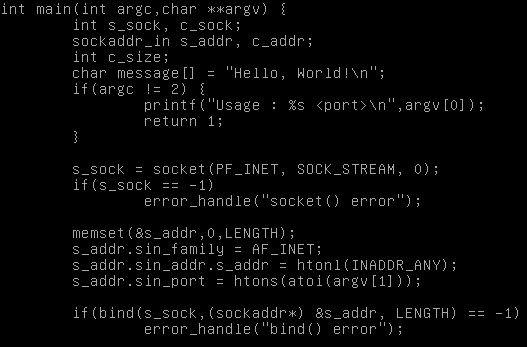 int main(int argc,char **argv) {
        int s_sock, c_sock;
        sockaddr_in s_addr, c_addr;
        int c_size;
        char message[] = "Hello, World!\n";
        if(argc != 2) {
                printf("Usage : %s <port>\n",argv[0]);
                return 1;
        }

        s_sock = socket(PF_INET, SOCK_STREAM, 0);
        if(s_sock == -1)
                error_handle("socket() error");

        memset(&s_addr,0,LENGTH);
        s_addr.sin_family = AF_INET;
        s_addr.sin_addr.s_addr = htonl(INADDR_ANY);
        s_addr.sin_port = htons(atoi(argv[1]));

        if(bind(s_sock,(sockaddr*) &s_addr, LENGTH) == -1)
                error_handle("bind() error");